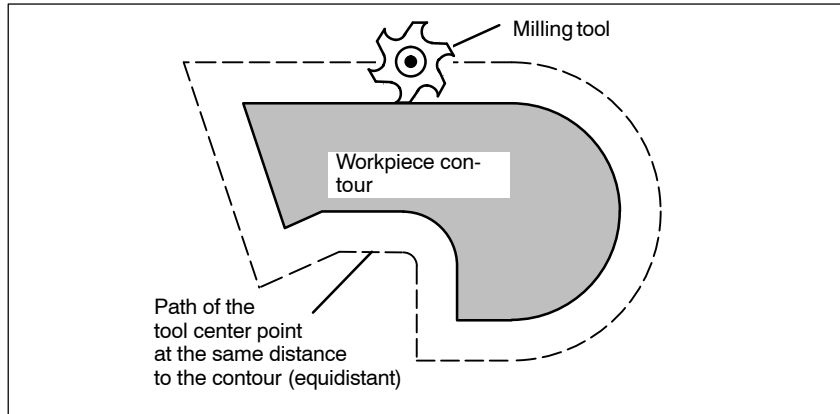 Milling tool
Workpiece con-
tour
Path of the
tool center point
at the same distance
to the contour (equidistant)